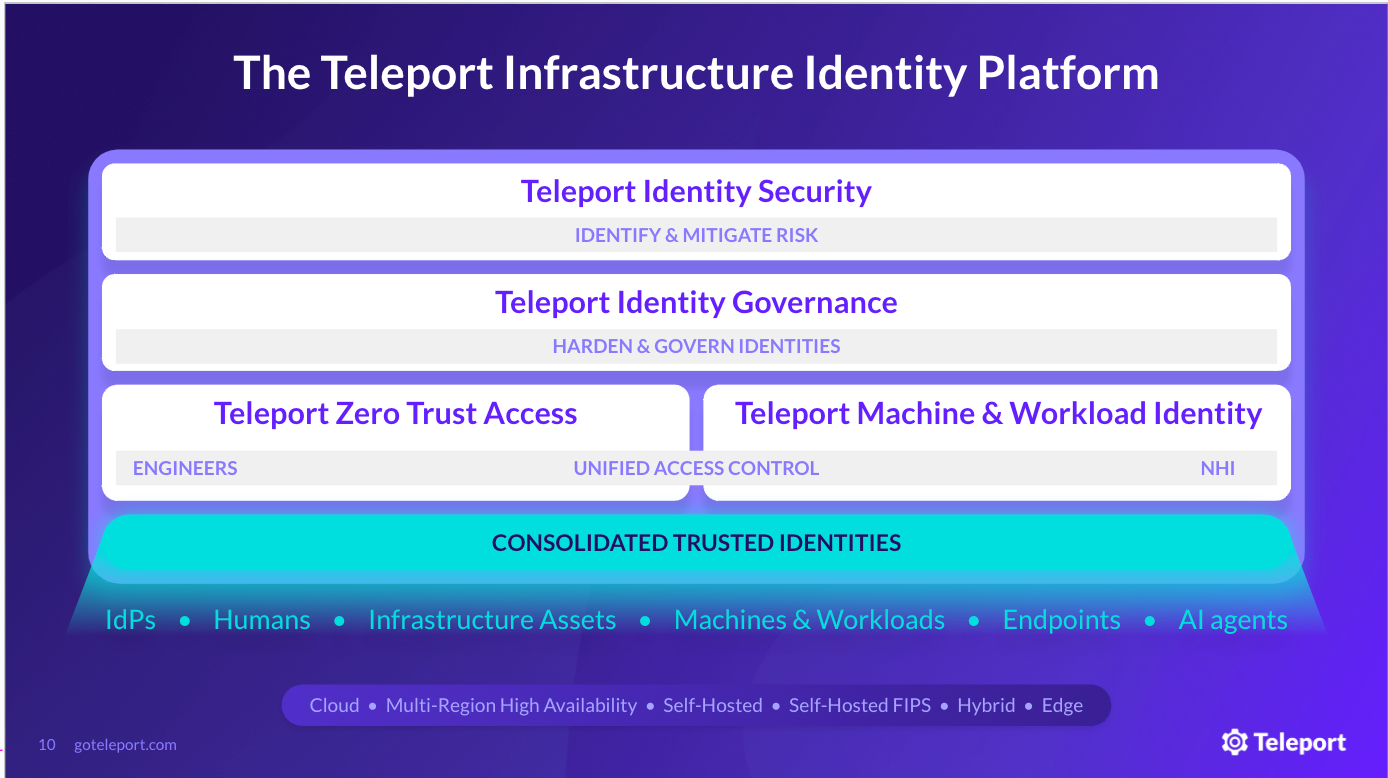 The Teleport Infrastructure Identity Platform
Teleport Identity Security
IDENTIFY & MITIGATE RISK
Teleport Identity Governance
HARDEN & GOVERN IDENTITIES
Teleport Zero Trust Access
Teleport Machine & Workload Identity
ENGINEERS UNIFIED ACCESS CONTROL NHI
CONSOLIDATED TRUSTED IDENTITIES
IdPs • Humans • Infrastructure Assets • Machines & Workloads • Endpoints • AI agents
Cloud • Multi-Region High Availability • Self-Hosted • Self-Hosted FIPS • Hybrid • Edge
10 goteleport.com
Teleport